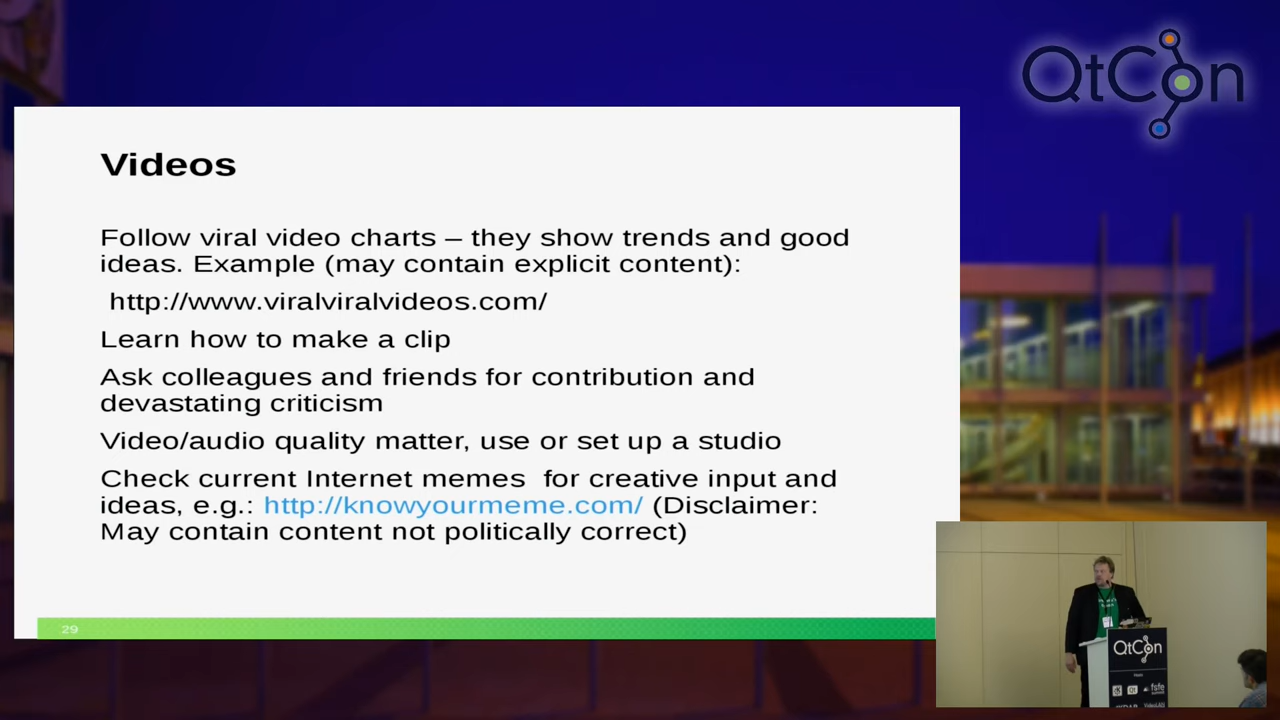 QtCon
Videos
Follow viral video charts – they show trends and good
ideas. Example (may contain explicit content):
http://www.viralviralvideos.com/
Learn how to make a clip
Ask colleagues and friends for contribution and
devastating criticism
Video/audio quality matter, use or set up a studio
Check current Internet memes  for creative input and
ideas, e.g.: http://knowyourmeme.com/ (Disclaimer:
May contain content not politically correct)
29
QtCon
fsfe